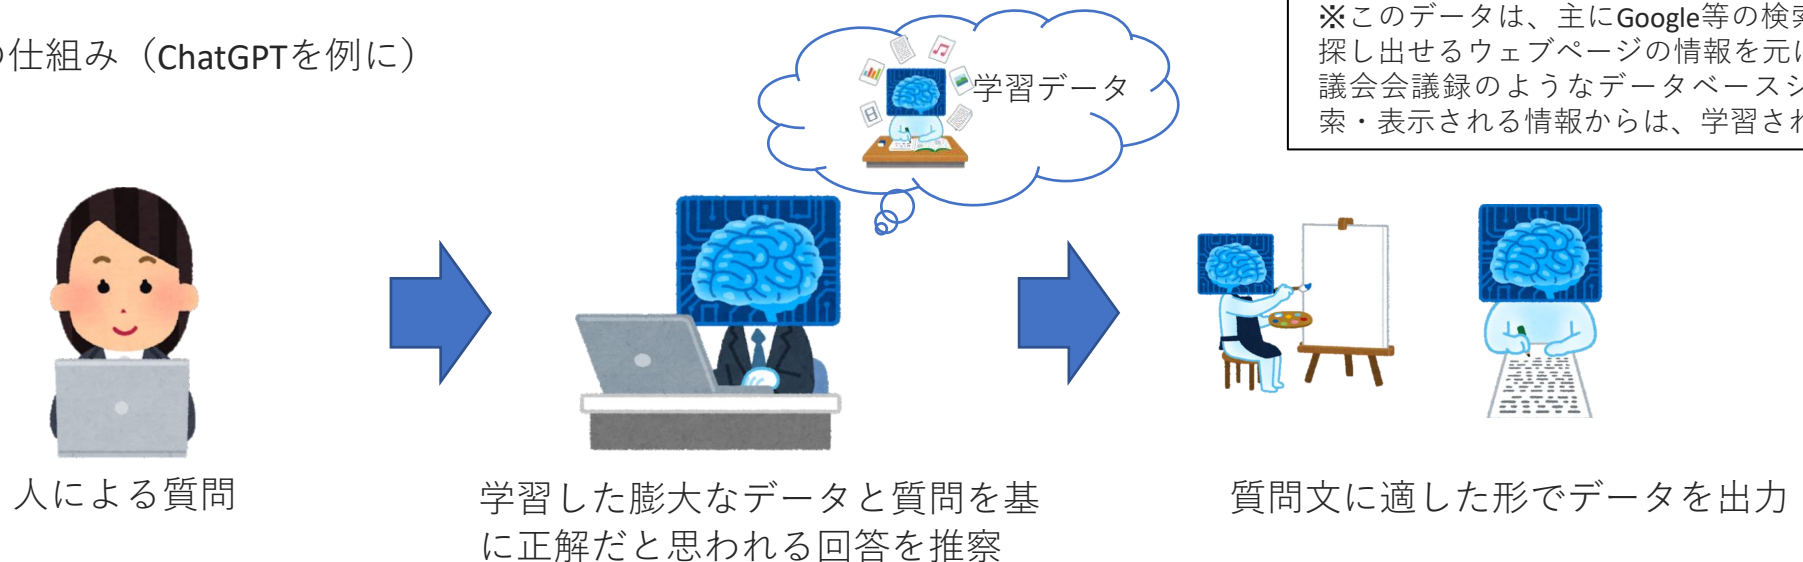 の仕組み（ChatGPTを例に）
※このデータは、主にGoogle等の検索
探し出せるウェブページの情報を元に
議会会議録のようなデータベースシ
索・表示される情報からは、学習され
学習データ
人による質問
学習した膨大なデータと質問を基
に正解だと思われる回答を推察
質問文に適した形でデータを出力